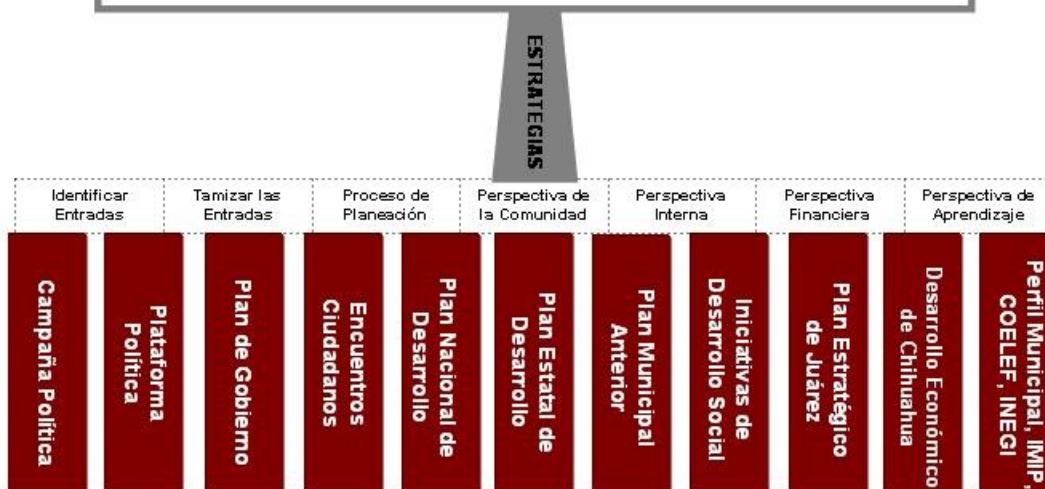 ESTRATEGIAS
Identificar
Entradas
Tamizar las
Entradas
Proceso de
Planeación
Perspectiva de
la Comunidad
Perspectiva
Interna
Perspectiva
Financiera
Perspectiva de
Aprendizaje
Campaña Política
Plataforma
Política
Plan de Gobierno
Encuentros
Ciudadanos
Plan Nacional de
Desarrollo
Plan Estatal de
Desarrollo
Plan Municipal
Anterior
Iniciativas de
Desarrollo Social
Plan Estratégico
de Juárez
Desarrollo Económico
de Chihuahua
Perfil Municipal, IMIP,
COELEF, INEGI